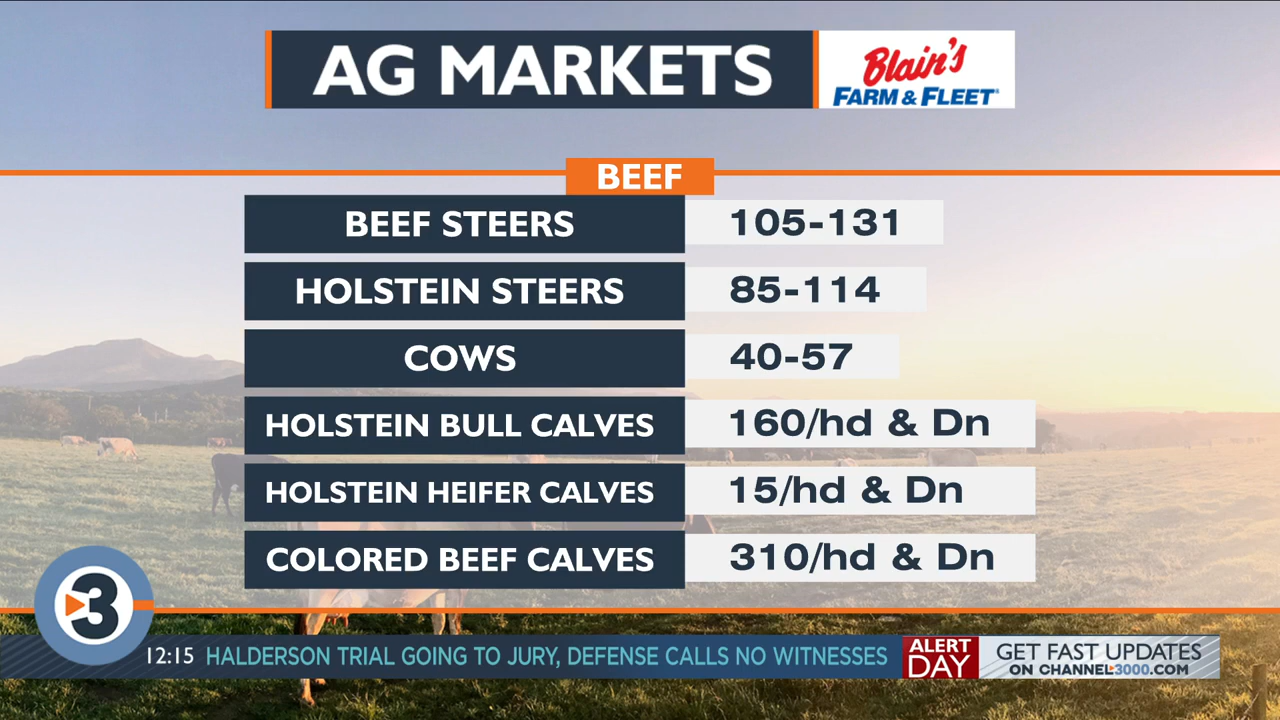 AG MARKETS
Blain's
FARM & FLEET
BEEF
BEEF STEERS 105-131
HOLSTEIN STEERS 85-114
COWS 40-57
HOLSTEIN BULL CALVES 160/hd & Dn
HOLSTEIN HEIFER CALVES 15/hd & Dn
COLORED BEEF CALVES 310/hd & Dn
3
12:15 HALDERSON TRIAL GOING TO JURY, DEFENSE CALLS NO WITNESSES
ALERT
DAY
GET FAST UPDATES
ON CHANNEL3000.COM